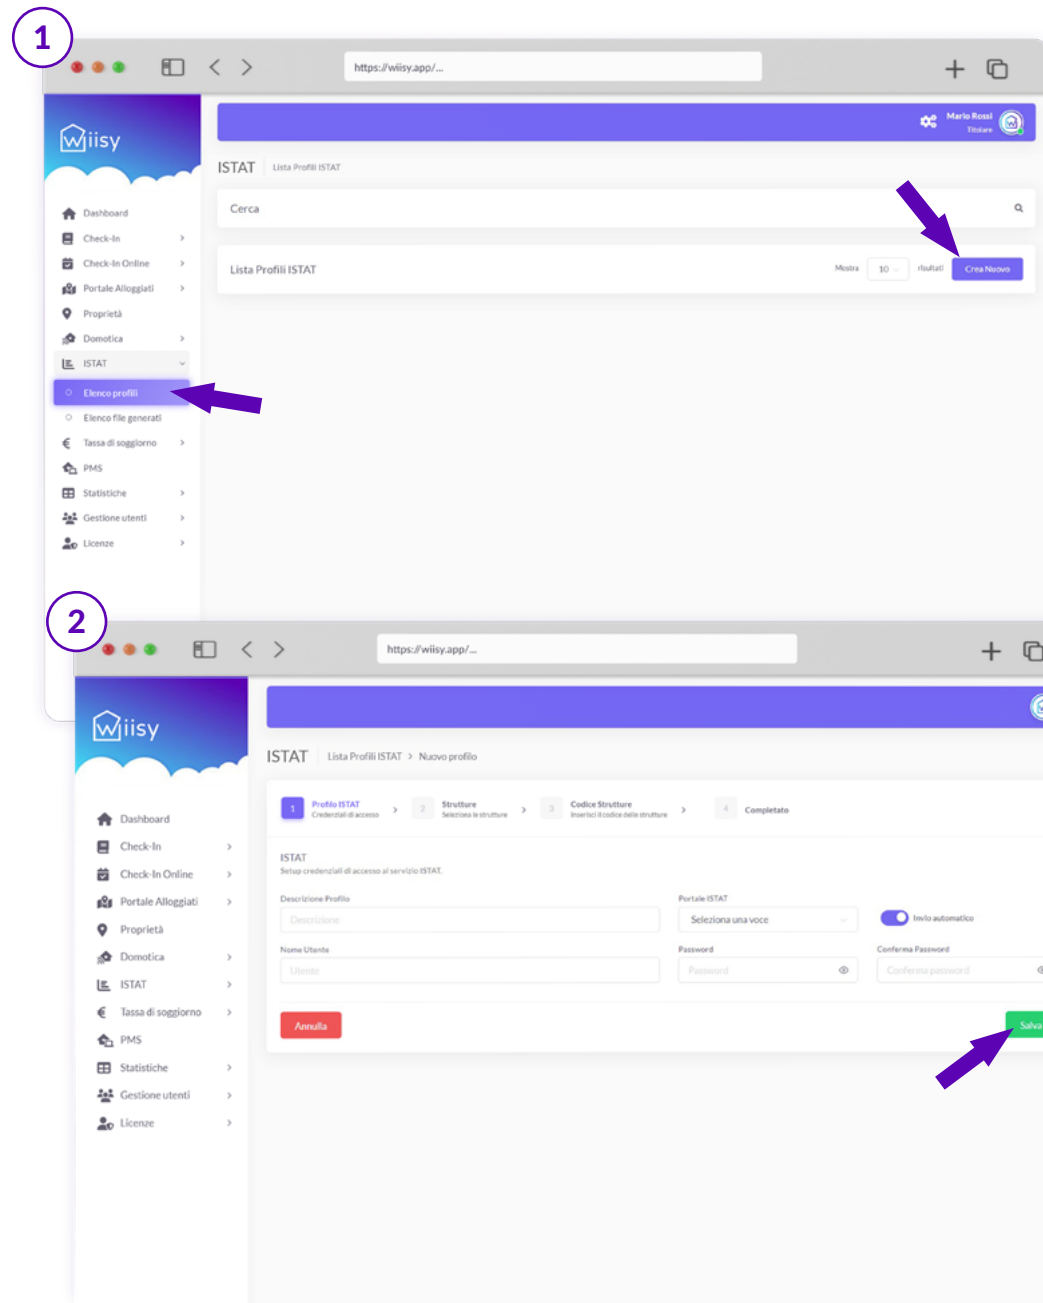 1
https://wiisy.app/...
Wiisy
Mario Rossi
Titolare
ISTAT Lista Profili ISTAT
Cerca
Lista Profili ISTAT Mostra 10 risultati Crea Nuovo
Dashboard
Check-In
Check-In Online
Portale Alloggiati
Proprietà
Domotica
ISTAT
Elenco profili
Elenco file generati
Tassa di soggiorno
PMS
Statistiche
Gestione utenti
Licenze
2
https://wiisy.app/...
Wiisy
ISTAT Lista Profili ISTAT > Nuovo profilo
1 Profilo ISTAT
Credenziali di accesso
2 Strutture
Seleziona le strutture
3 Codice Strutture
Inserisci il codice delle strutture
4 Completato
ISTAT
Setup credenziali di accesso al servizio ISTAT.
Descrizione Profilo
Descrizione
Portale ISTAT
Seleziona una voce
Invio automatico
Nome Utente
Utente
Password
Password
Conferma Password
Conferma password
Annulla
Salva
Dashboard
Check-In
Check-In Online
Portale Alloggiati
Proprietà
Domotica
ISTAT
Tassa di soggiorno
PMS
Statistiche
Gestione utenti
Licenze